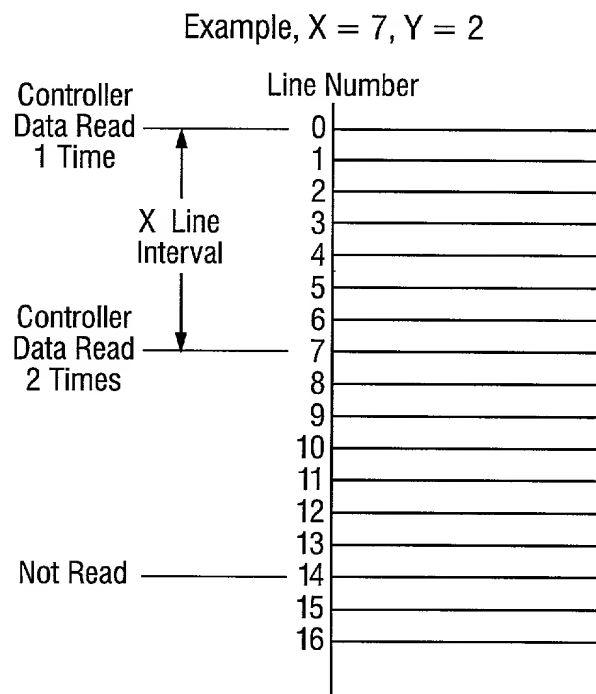 Example, X = 7, Y = 2
Line Number
Controller
Data Read
1 Time
0
1
2
X Line
Interval
3
4
5
6
Controller
Data Read
2 Times
7
8
9
10
11
12
13
Not Read
14
15
16